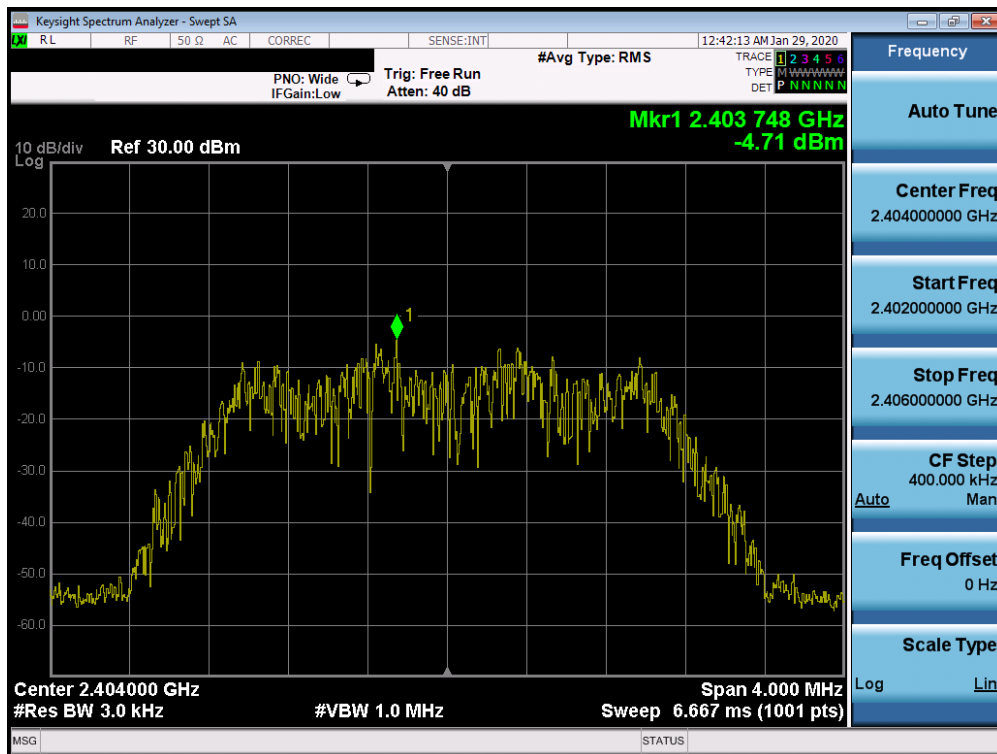 Keysight Spectrum Analyzer - Swept SA
LXI RL RF 50 Ω AC CORREC SENSE:INT 12:42:13 AM Jan 29, 2020
#Avg Type: RMS
TRACE 1 2 3 4 5 6
PNO: Wide Trig: Free Run
TYPE M WWWWW
IFGain:Low Atten: 40 dB
DET P N N N N N
Mkr1 2.403 748 GHz
-4.71 dBm
10 dB/div Ref 30.00 dBm
Log
20.0
10.0
0.00
1
-10.0
-20.0
-30.0
-40.0
-50.0
-60.0
Center 2.404000 GHz Span 4.000 MHz
#Res BW 3.0 kHz #VBW 1.0 MHz Sweep 6.667 ms (1001 pts)
MSG STATUS
Frequency
Auto Tune
Center Freq
2.404000000 GHz
Start Freq
2.402000000 GHz
Stop Freq
2.406000000 GHz
CF Step
400.000 kHz
Auto Man
Freq Offset
0 Hz
Scale Type
Log Lin